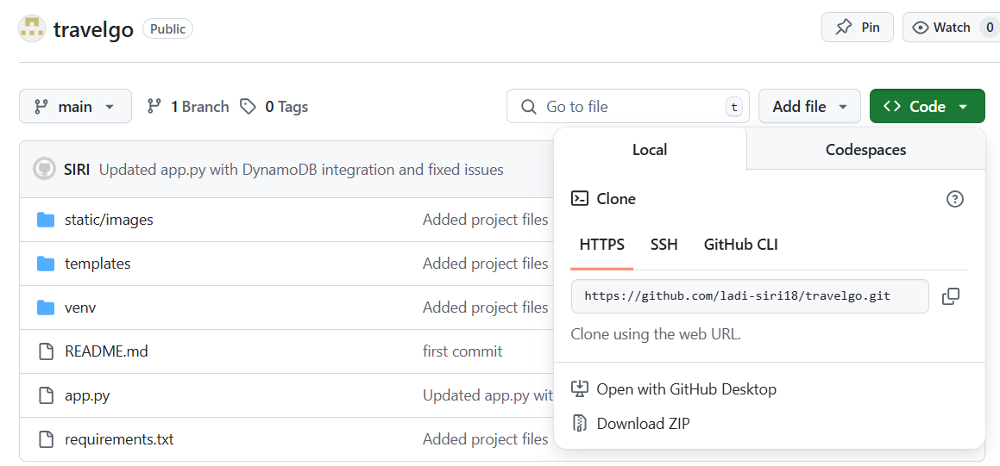 travelgo Public Pin Watch 0
main 1 Branch 0 Tags Go to file t Add file Code
Local Codespaces
SIRI Updated app.py with DynamoDB integration and fixed issues
Clone
static/images Added project files
HTTPS SSH GitHub CLI
templates Added project files
https://github.com/ladi-siri18/travelgo.git
venv Added project files
Clone using the web URL.
README.md first commit
app.py Updated app.py wit
Open with GitHub Desktop
Download ZIP
requirements.txt Added project files